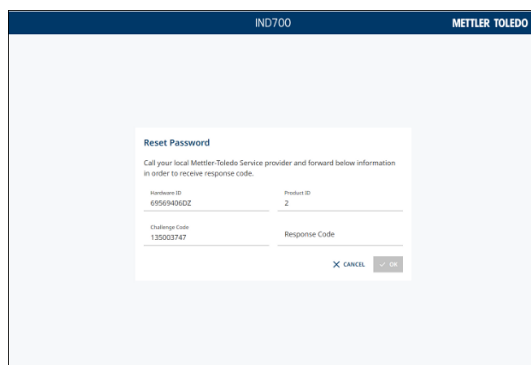 IND700
METTLER TOLEDO
Reset Password
Call your local Mettler-Toledo Service provider and forward below information
in order to receive response code.
Hardware ID
Product ID
69569406DZ
2
Challenge Code
135003747
Response Code
CANCEL
OK